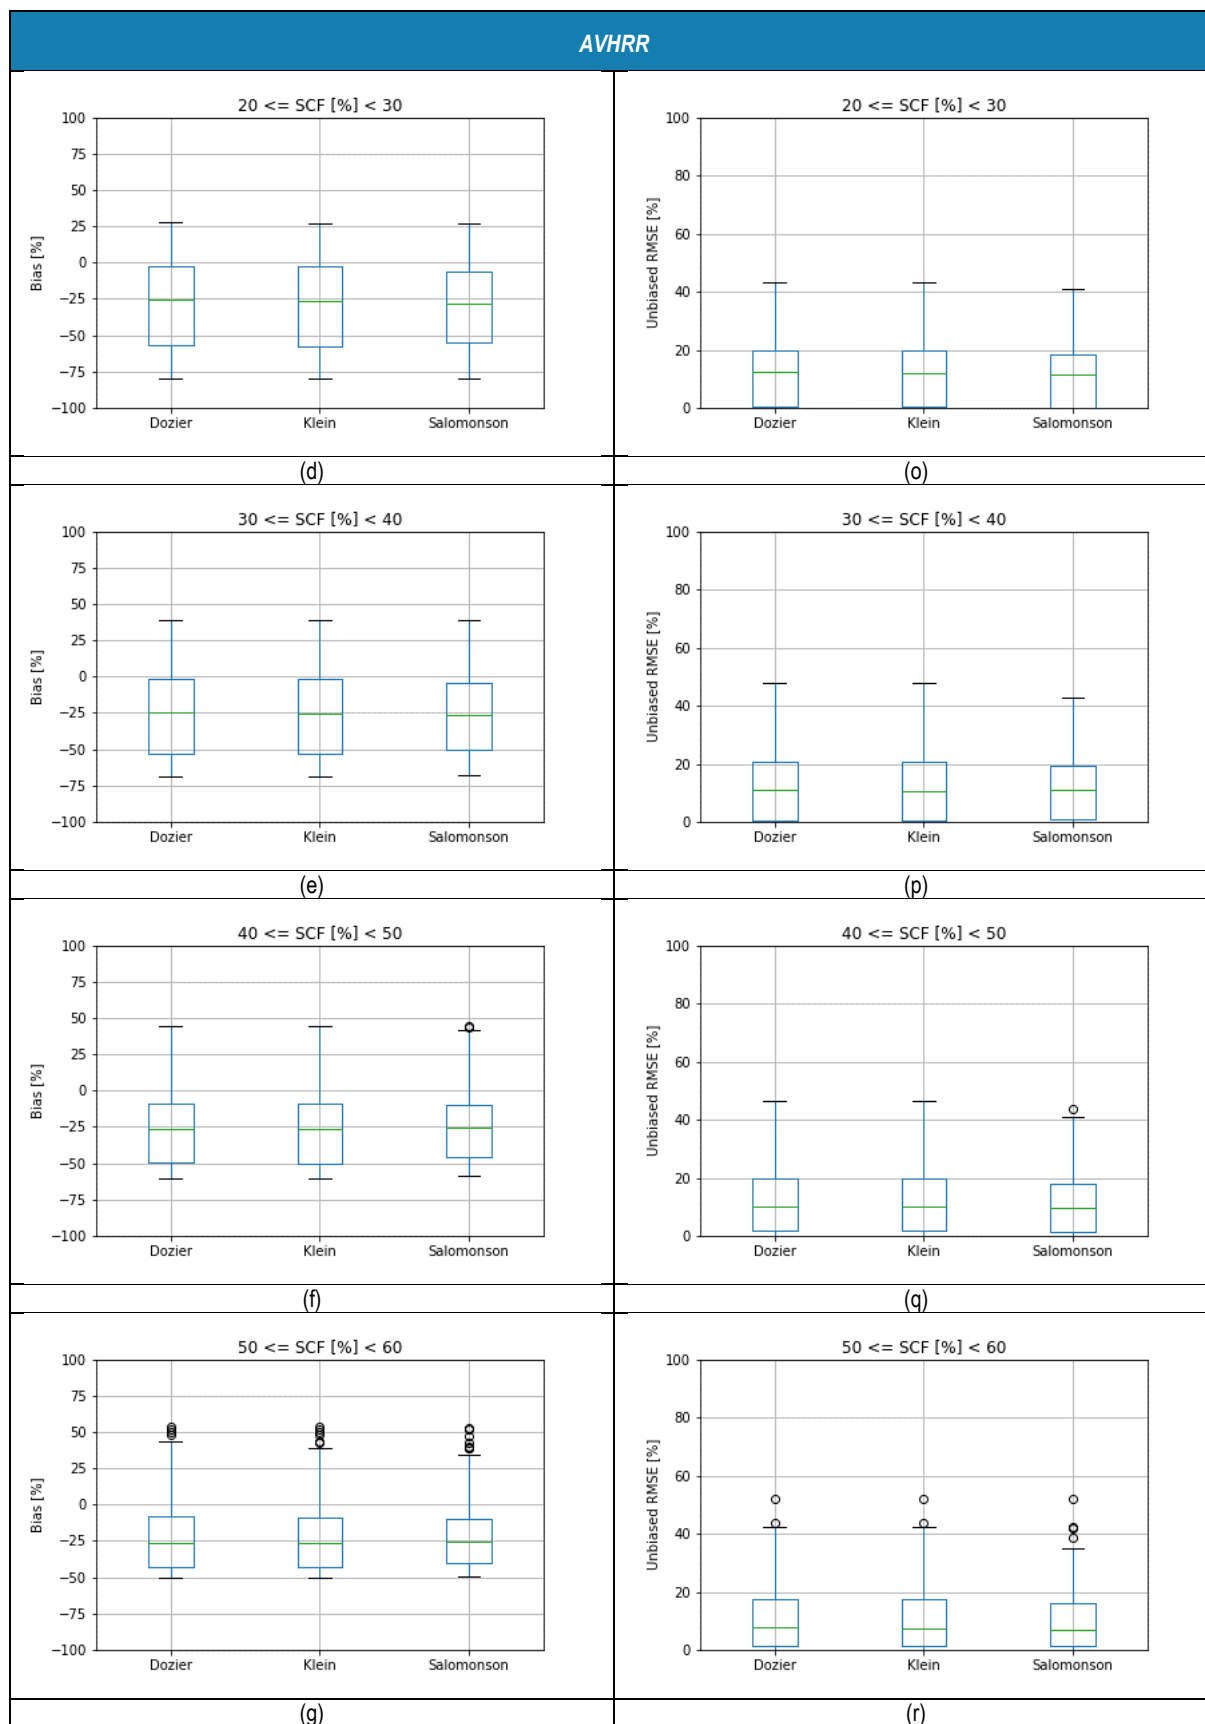 AVHRR
20 <= SCF [%] < 30
100
75
50
25
0
−25
−50
−75
−100
Bias [%]
Dozier Klein Salomonson
(d)
20 <= SCF [%] < 30
100
80
60
40
20
0
Unbiased RMSE [%]
Dozier Klein Salomonson
(o)
30 <= SCF [%] < 40
100
75
50
25
0
−25
−50
−75
−100
Bias [%]
Dozier Klein Salomonson
(e)
30 <= SCF [%] < 40
100
80
60
40
20
0
Unbiased RMSE [%]
Dozier Klein Salomonson
(p)
40 <= SCF [%] < 50
100
75
50
25
0
−25
−50
−75
−100
Bias [%]
Dozier Klein Salomonson
(f)
40 <= SCF [%] < 50
100
80
60
40
20
0
Unbiased RMSE [%]
Dozier Klein Salomonson
(q)
50 <= SCF [%] < 60
100
75
50
25
0
−25
−50
−75
−100
Bias [%]
Dozier Klein Salomonson
(g)
50 <= SCF [%] < 60
100
80
60
40
20
0
Unbiased RMSE [%]
Dozier Klein Salomonson
(r)